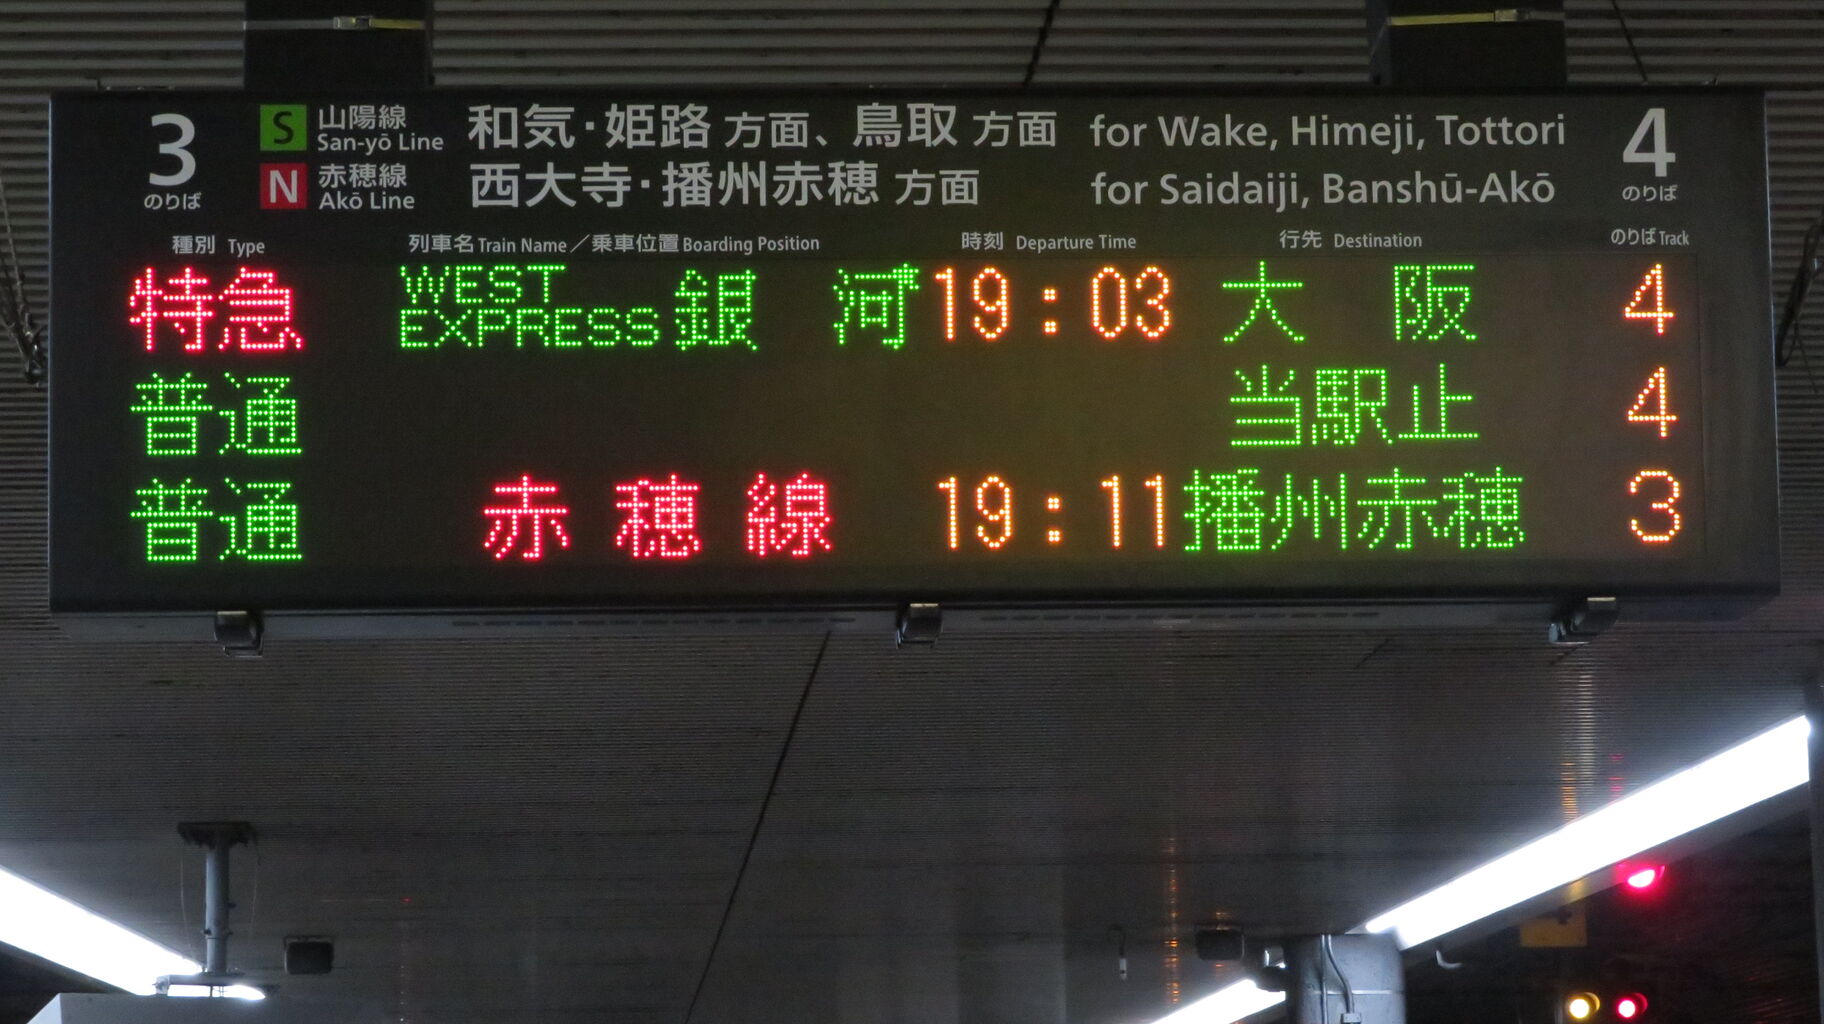 3 のりば
S 山陽線 San-yō Line
N 赤穂線 Akō Line
和気・姫路 方面、鳥取 方面 for Wake, Himeji, Tottori
西大寺・播州赤穂 方面 for Saidaiji, Banshū-Akō
4 のりば
種別 Type 列車名 Train Name／乗車位置 Boarding Position 時刻 Departure Time 行先 Destination のりば Track
特急 WEST EXPRESS 銀河 19:03 大阪 4
普通 当駅止 4
普通 赤穂線 19:11 播州赤穂 3